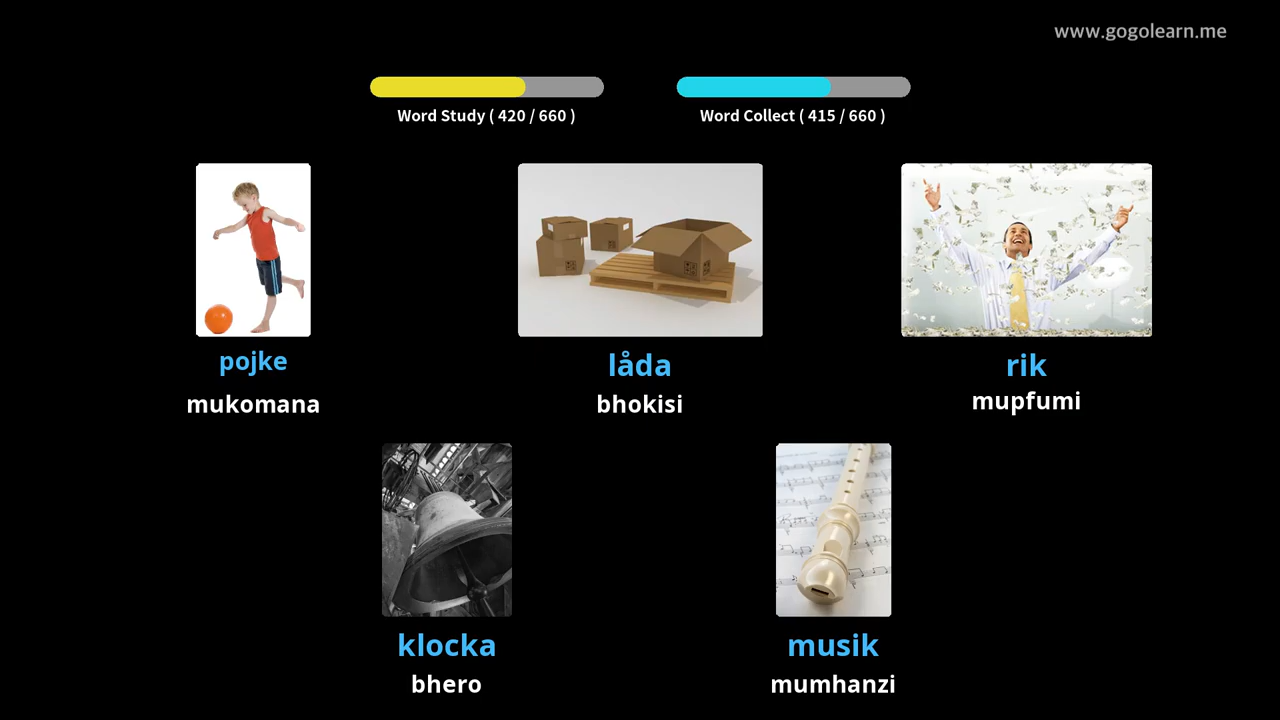 www.gogolearn.me
Word Study ( 420 / 660 )
Word Collect ( 415 / 660 )
pojke
mukomana
låda
bhokisi
rik
mupfumi
klocka
bhero
musik
mumhanzi